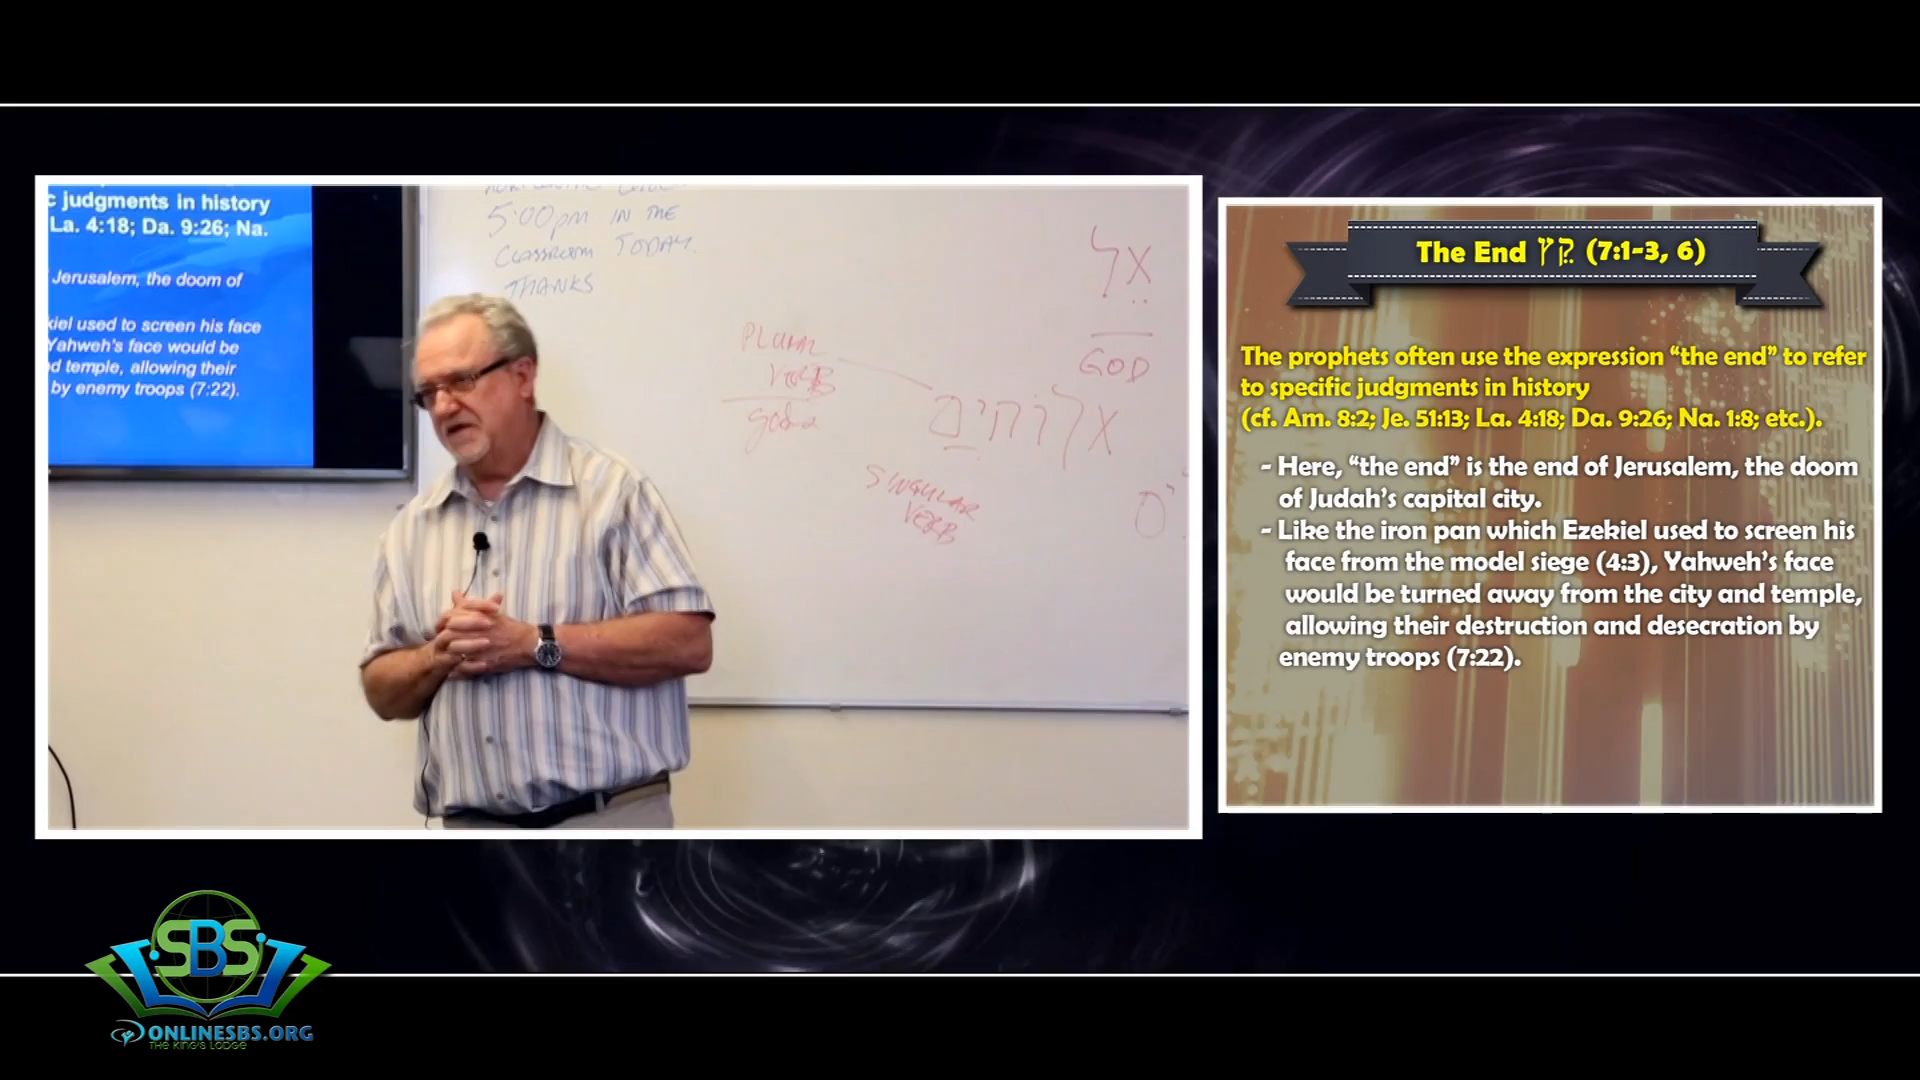 c judgments in history
La. 4:18; Da. 9:26; Na.
Jerusalem, the doom of
kiel used to screen his face
Yahweh's face would be
d temple, allowing their
by enemy troops (7:22).
5:00pm IN THE
CLASSROOM TODAY.
THANKS
PLURAL
VERB
gods
אל
GOD
אלוהים
SINGULAR
VERB
The End קֵץ (7:1-3, 6)
The prophets often use the expression “the end” to refer
to specific judgments in history
(cf. Am. 8:2; Je. 51:13; La. 4:18; Da. 9:26; Na. 1:8; etc.).
- Here, “the end” is the end of Jerusalem, the doom
of Judah’s capital city.
- Like the iron pan which Ezekiel used to screen his
face from the model siege (4:3), Yahweh’s face
would be turned away from the city and temple,
allowing their destruction and desecration by
enemy troops (7:22).
SBS
ONLINESBS.ORG
THE KING'S LODGE